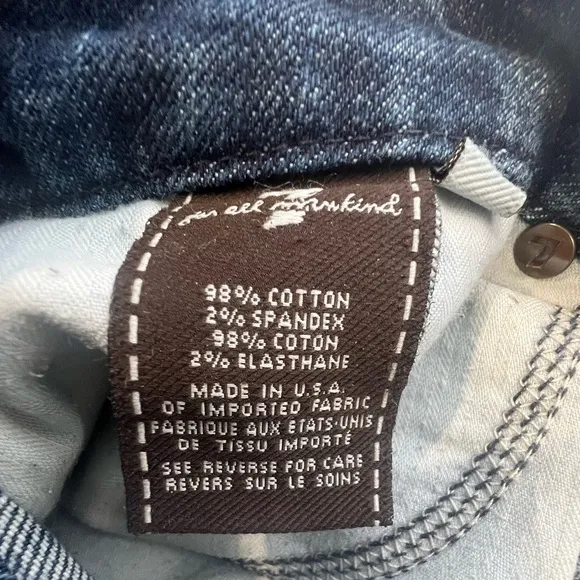 7
for all mankind
98% COTTON
2% SPANDEX
98% COTON
2% ELASTHANE
MADE IN U.S.A.
OF IMPORTED FABRIC
FABRIQUE AUX ETATS-UNIS
DE TISSU IMPORTÉ
SEE REVERSE FOR CARE
REVERS SUR LE SOINS
7